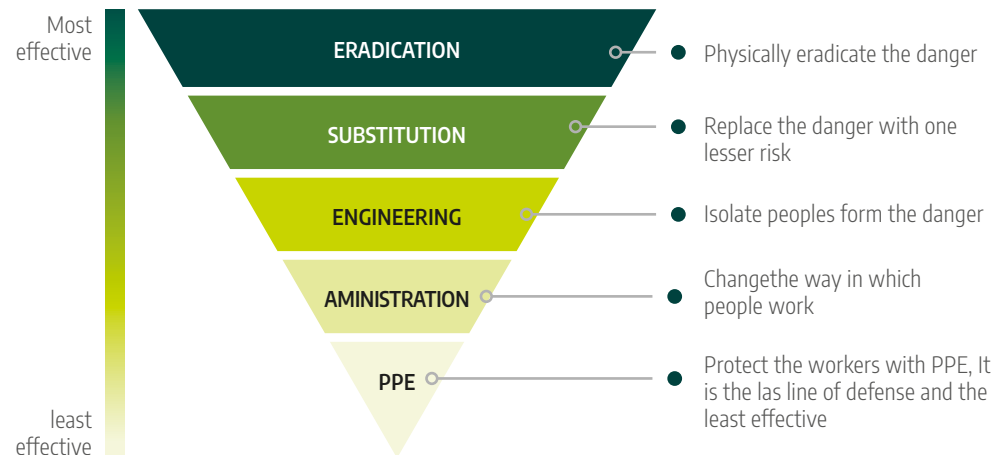 Most
effective
ERADICATION
Physically eradicate the danger
SUBSTITUTION
Replace the danger with one
lesser risk
ENGINEERING
Isolate peoples form the danger
AMINISTRATION
Changethe way in which
people work
PPE
Protect the workers with PPE, It
is the las line of defense and the
least effective
least
effective